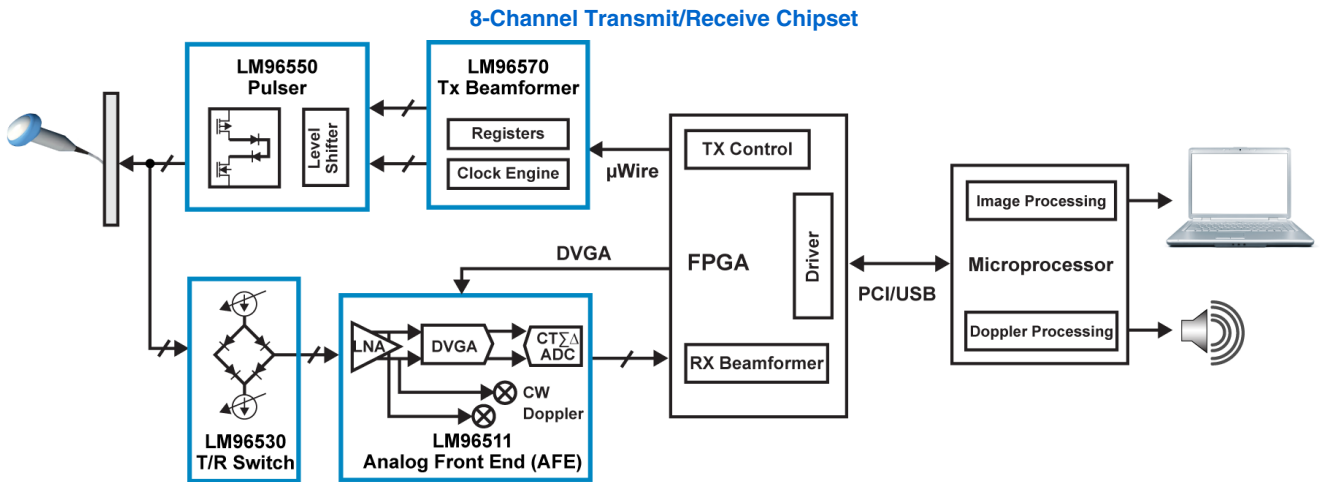 8-Channel Transmit/Receive Chipset
LM96550
Pulser
Level
Shifter
LM96570
Tx Beamformer
Registers
Clock Engine
µWire
TX Control
FPGA
Driver
RX Beamformer
DVGA
PCI/USB
Image Processing
Microprocessor
Doppler Processing
LM96530
T/R Switch
LNA
DVGA
CT∑∆
ADC
CW
Doppler
LM96511
Analog Front End (AFE)